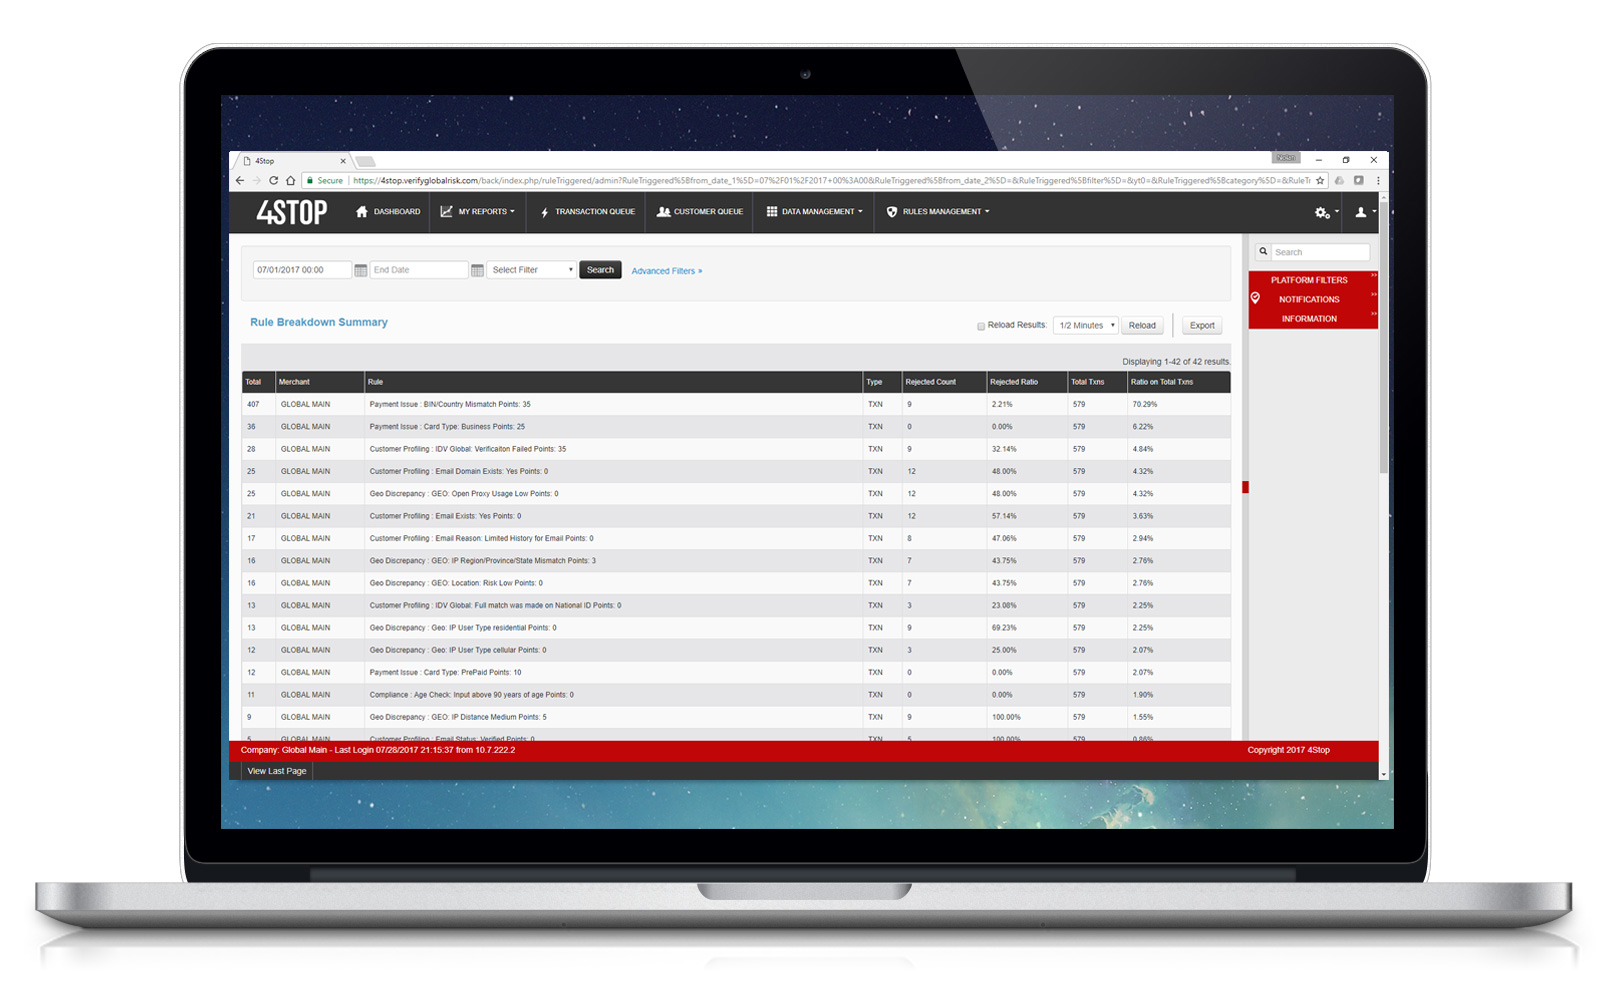 4Stop
Nolan
Secure https://4stop.verifyglobalrisk.com/back/index.php/ruleTriggered/admin?RuleTriggered%5Bfrom_date_1%5D=07%2F01%2F2017+00%3A00&RuleTriggered%5Bfrom_date_2%5D=&RuleTriggered%5Bfilter%5D=&yt0=&RuleTriggered%5Bcategory%5D=&RuleTr
4STOP DASHBOARD MY REPORTS TRANSACTION QUEUE CUSTOMER QUEUE DATA MANAGEMENT RULES MANAGEMENT
07/01/2017 00:00 End Date Select Filter Search Advanced Filters »
Search
PLATFORM FILTERS »
NOTIFICATIONS »
INFORMATION »
Rule Breakdown Summary
Reload Results: 1/2 Minutes Reload Export
Displaying 1-42 of 42 results.
Total Merchant Rule Type Rejected Count Rejected Ratio Total Txns Ratio on Total Txns
407 GLOBAL MAIN Payment Issue : BIN/Country Mismatch Points: 35 TXN 9 2.21% 579 70.29%
36 GLOBAL MAIN Payment Issue : Card Type: Business Points: 25 TXN 0 0.00% 579 6.22%
28 GLOBAL MAIN Customer Profiling : IDV Global: Verificaiton Failed Points: 35 TXN 9 32.14% 579 4.84%
25 GLOBAL MAIN Customer Profiling : Email Domain Exists: Yes Points: 0 TXN 12 48.00% 579 4.32%
25 GLOBAL MAIN Geo Discrepancy : GEO: Open Proxy Usage Low Points: 0 TXN 12 48.00% 579 4.32%
21 GLOBAL MAIN Customer Profiling : Email Exists: Yes Points: 0 TXN 12 57.14% 579 3.63%
17 GLOBAL MAIN Customer Profiling : Email Reason: Limited History for Email Points: 0 TXN 8 47.06% 579 2.94%
16 GLOBAL MAIN Geo Discrepancy : GEO: IP Region/Province/State Mismatch Points: 3 TXN 7 43.75% 579 2.76%
16 GLOBAL MAIN Geo Discrepancy : GEO: Location: Risk Low Points: 0 TXN 7 43.75% 579 2.76%
13 GLOBAL MAIN Customer Profiling : IDV Global: Full match was made on National ID Points: 0 TXN 3 23.08% 579 2.25%
13 GLOBAL MAIN Geo Discrepancy : Geo: IP User Type residential Points: 0 TXN 9 69.23% 579 2.25%
12 GLOBAL MAIN Geo Discrepancy : Geo: IP User Type cellular Points: 0 TXN 3 25.00% 579 2.07%
12 GLOBAL MAIN Payment Issue : Card Type: PrePaid Points: 10 TXN 0 0.00% 579 2.07%
11 GLOBAL MAIN Compliance : Age Check: Input above 90 years of age Points: 0 TXN 0 0.00% 579 1.90%
9 GLOBAL MAIN Geo Discrepancy : GEO: IP Distance Medium Points: 5 TXN 9 100.00% 579 1.55%
5 GLOBAL MAIN Customer Profiling : Email Status: Verified Points: 0 TXN 5 100.00% 579 0.86%
Company: Global Main - Last Login 07/28/2017 21:15:37 from 10.7.222.2 Copyright 2017 4Stop
View Last Page